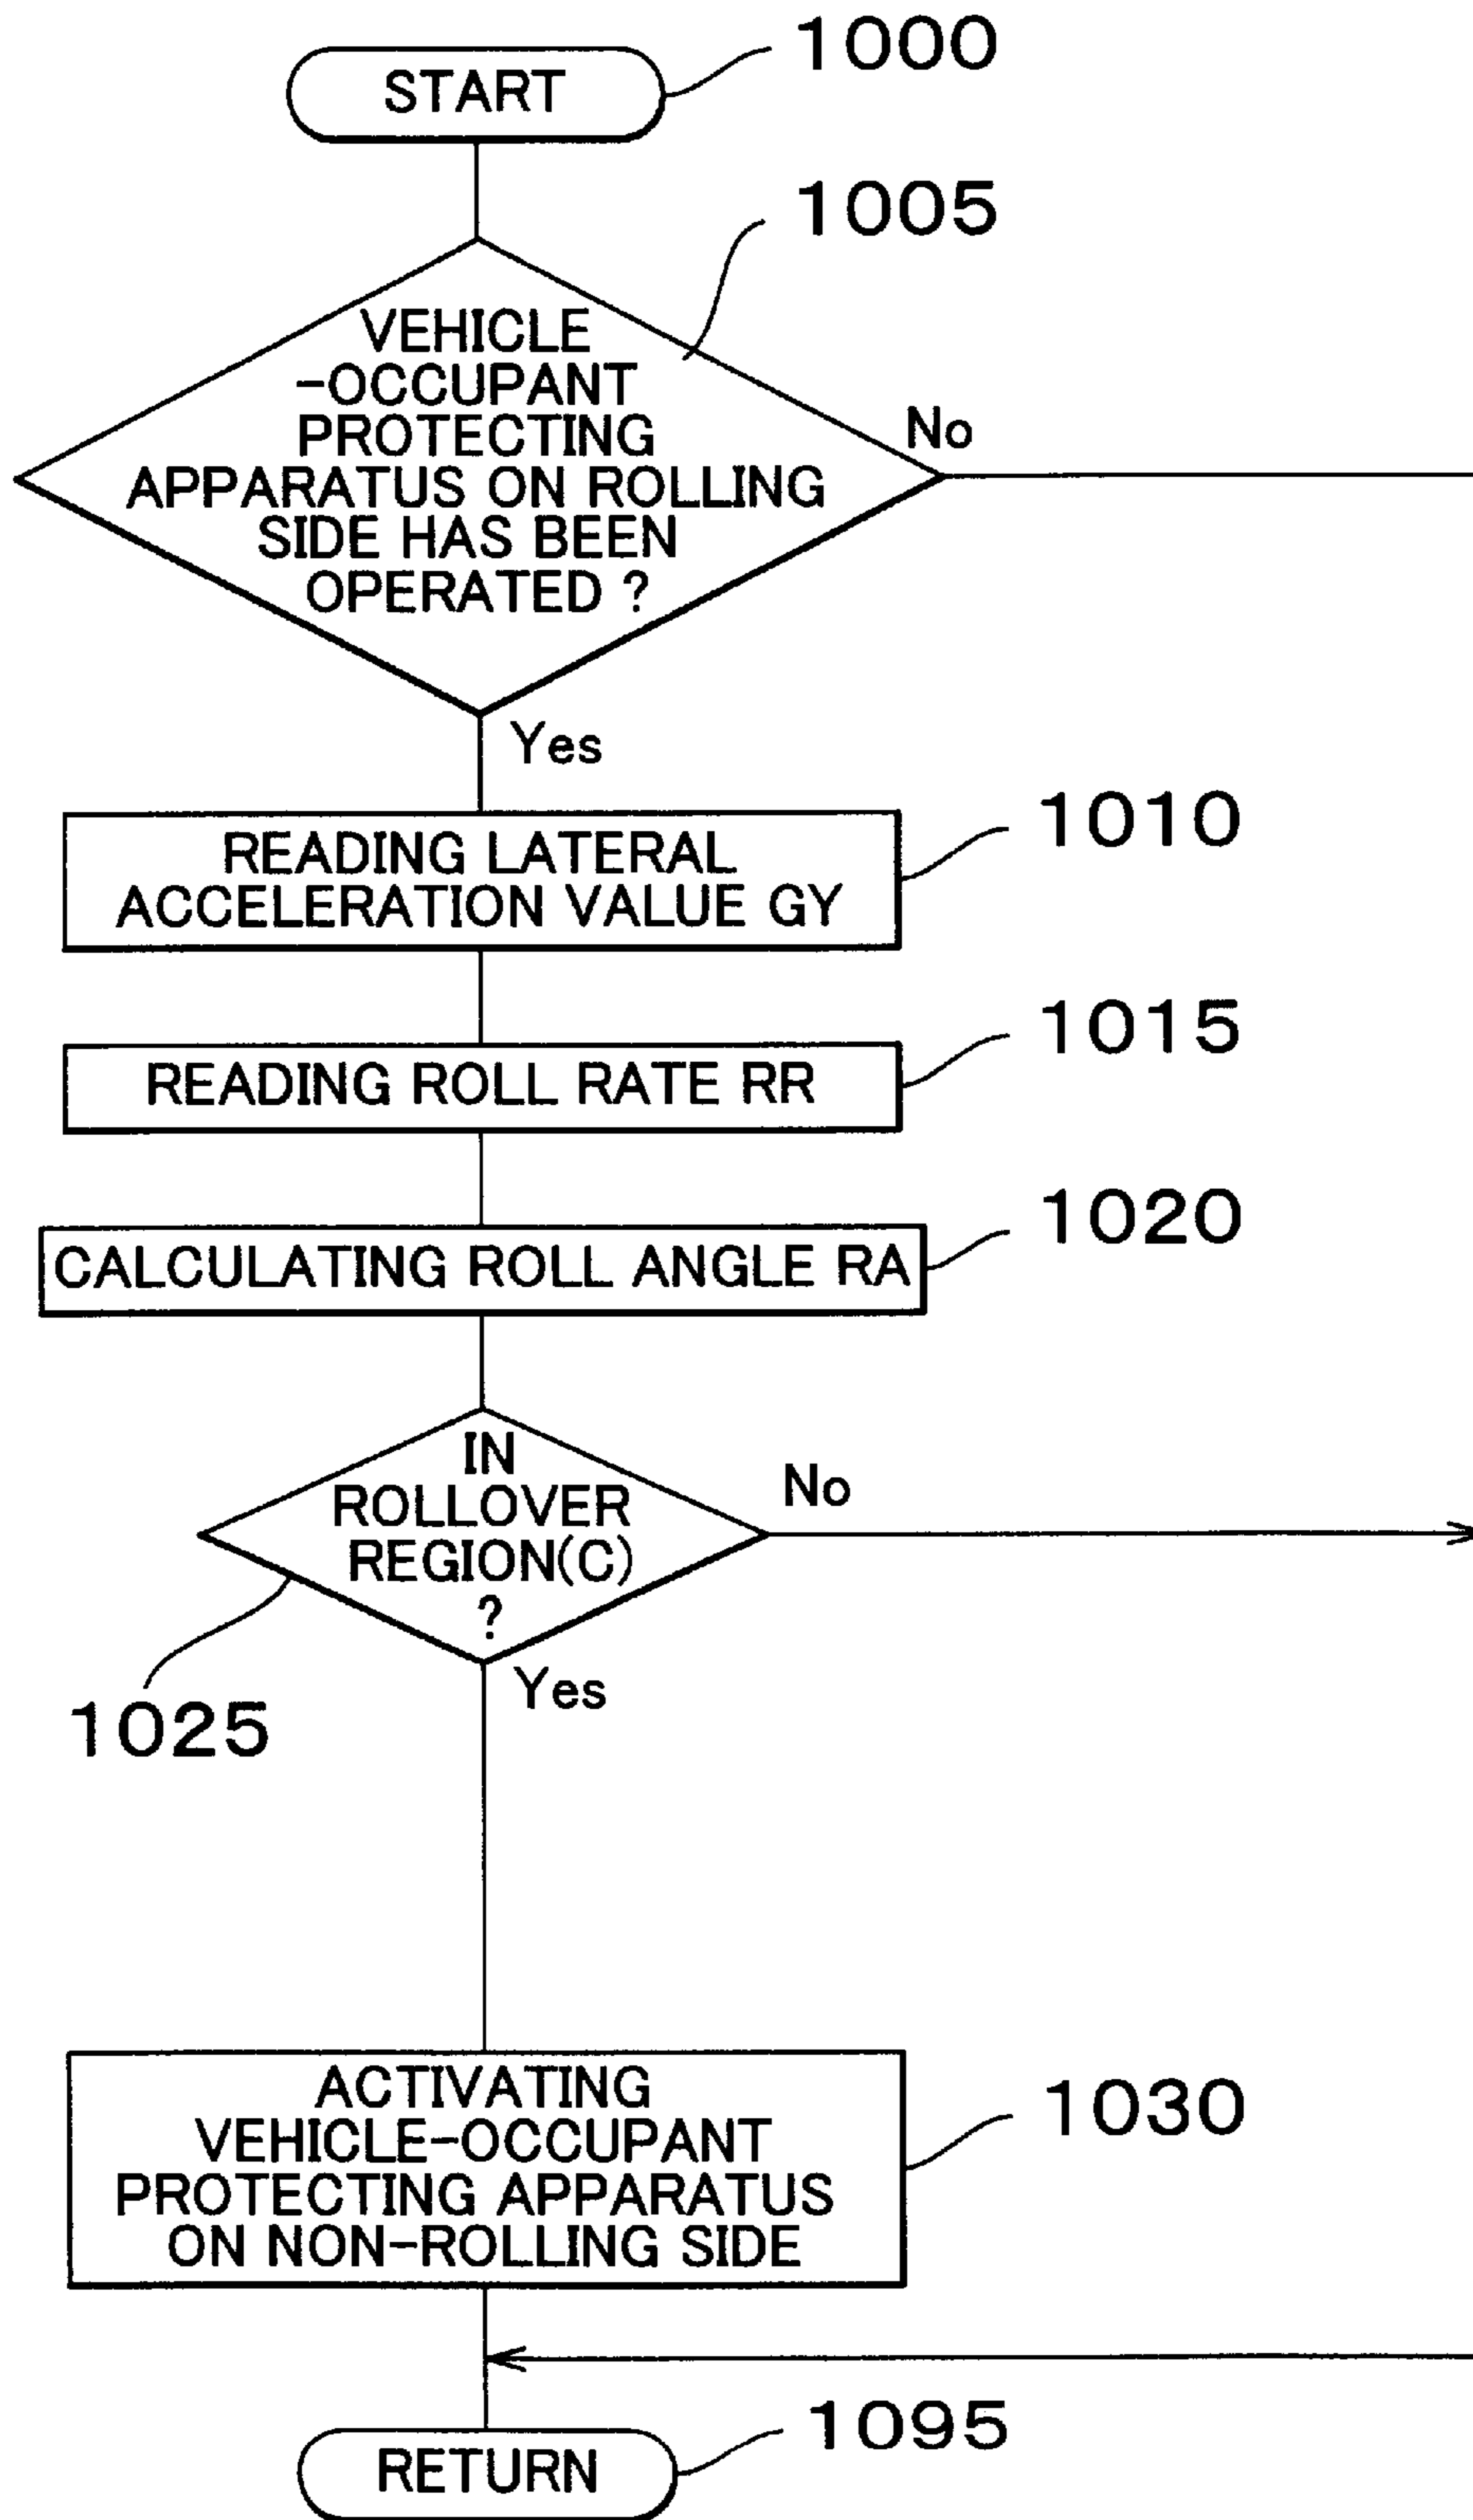 1000
START
1005
VEHICLE
-OCCUPANT
PROTECTING
APPARATUS ON ROLLING
SIDE HAS BEEN
OPERATED ?
No
Yes
1010
READING LATERAL
ACCELERATION VALUE GY
1015
READING ROLL RATE RR
1020
CALCULATING ROLL ANGLE RA
IN
ROLLOVER
REGION(C)
?
No
Yes
1025
ACTIVATING
VEHICLE-OCCUPANT
PROTECTING APPARATUS
ON NON-ROLLING SIDE
1030
1095
RETURN